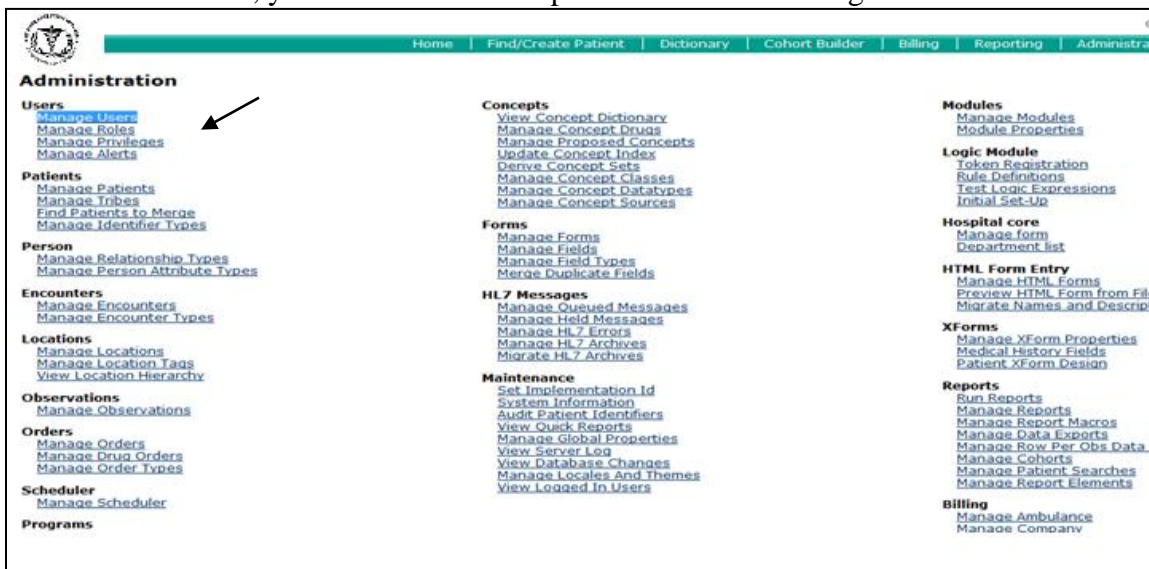 Home | Find/Create Patient | Dictionary | Cohort Builder | Billing | Reporting | Administra
Administration
Users
Manage Users
Manage Roles
Manage Privileges
Manage Alerts
Patients
Manage Patients
Manage Tribes
Find Patients to Merge
Manage Identifier Types
Person
Manage Relationship Types
Manage Person Attribute Types
Encounters
Manage Encounters
Manage Encounter Types
Locations
Manage Locations
Manage Location Tags
View Location Hierarchy
Observations
Manage Observations
Orders
Manage Orders
Manage Drug Orders
Manage Order Types
Scheduler
Manage Scheduler
Programs
Concepts
View Concept Dictionary
Manage Concept Drugs
Manage Proposed Concepts
Update Concept Index
Derive Concept Sets
Manage Concept Classes
Manage Concept Datatypes
Manage Concept Sources
Forms
Manage Forms
Manage Fields
Manage Field Types
Merge Duplicate Fields
HL7 Messages
Manage Queued Messages
Manage Held Messages
Manage HL7 Errors
Manage HL7 Archives
Migrate HL7 Archives
Maintenance
Set Implementation Id
System Information
Audit Patient Identifiers
View Quick Reports
Manage Global Properties
View Server Log
View Database Changes
Manage Locales And Themes
View Logged In Users
Modules
Manage Modules
Module Properties
Logic Module
Token Registration
Rule Definitions
Test Logic Expressions
Initial Set-Up
Hospital core
Manage form
Department list
HTML Form Entry
Manage HTML Forms
Preview HTML Form from File
Migrate Names and Descrip
XForms
Manage XForm Properties
Medical History Fields
Patient XForm Design
Reports
Run Reports
Manage Reports
Manage Report Macros
Manage Data Exports
Manage Row Per Obs Data
Manage Cohorts
Manage Patient Searches
Manage Report Elements
Billing
Manage Ambulance
Manage Company